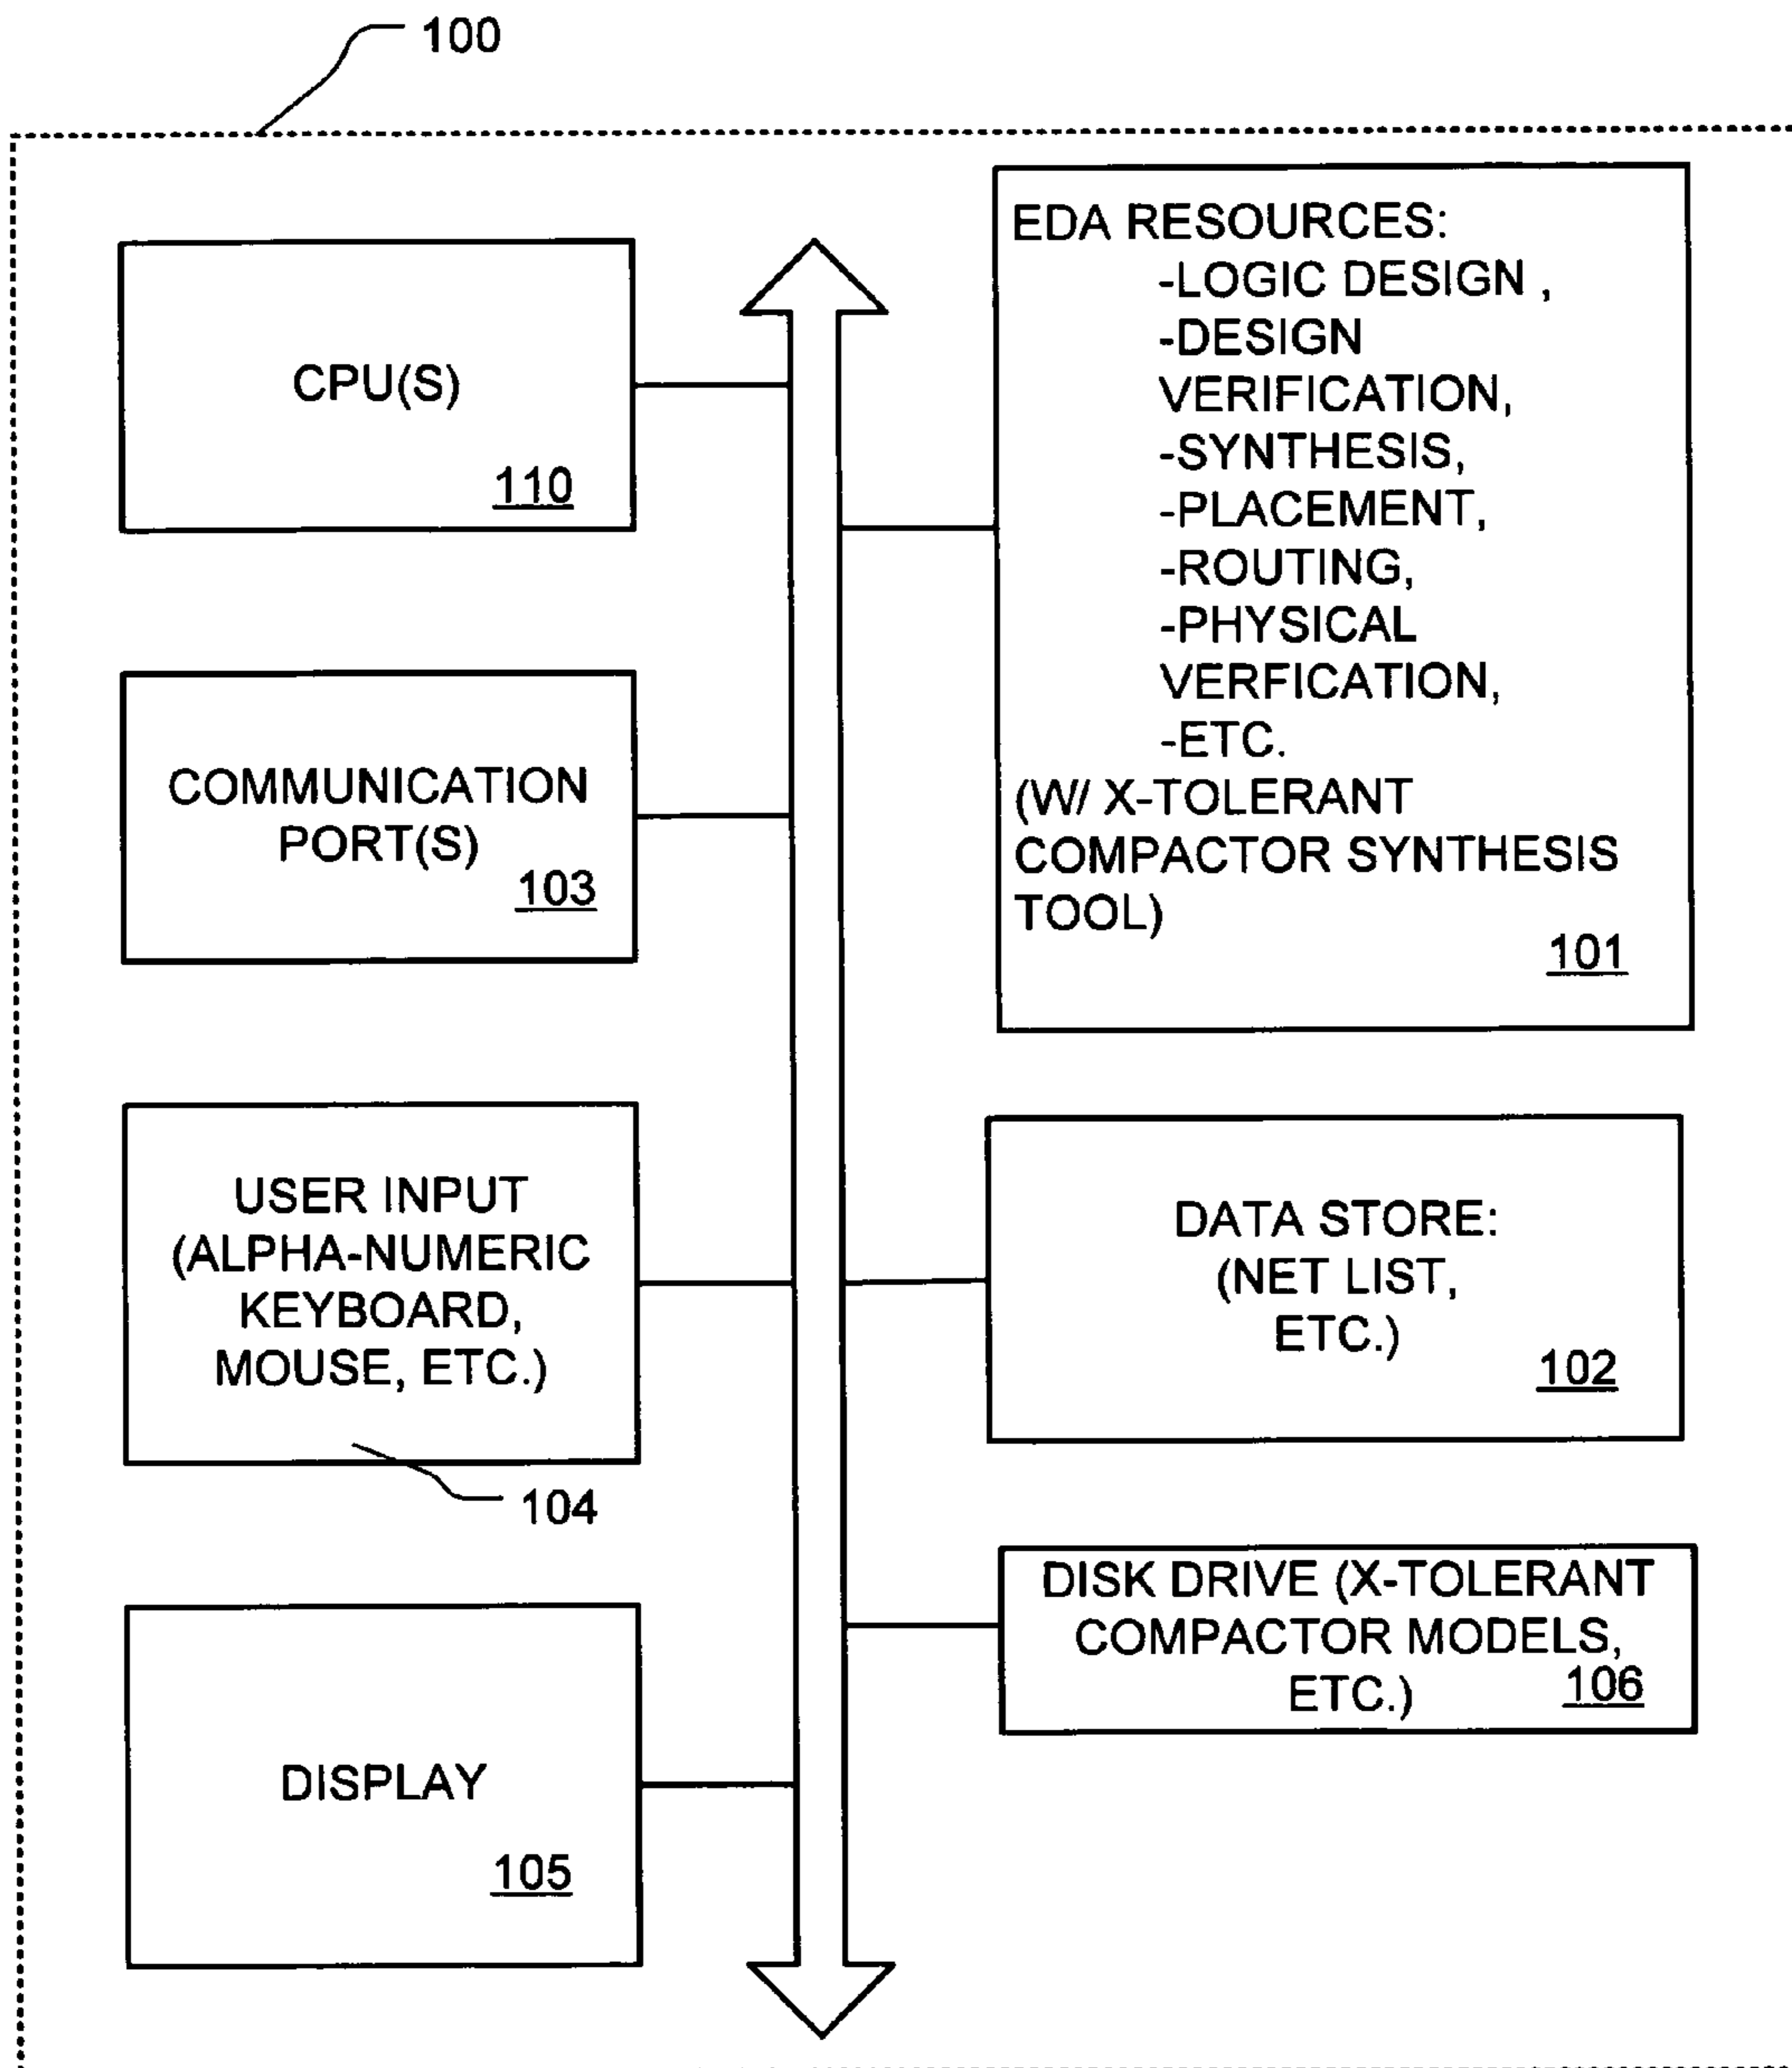 100
CPU(S)
110
COMMUNICATION
PORT(S)
103
USER INPUT
(ALPHA-NUMERIC
KEYBOARD,
MOUSE, ETC.)
104
DISPLAY
105
EDA RESOURCES:
-LOGIC DESIGN ,
-DESIGN
VERIFICATION,
-SYNTHESIS,
-PLACEMENT,
-ROUTING,
-PHYSICAL
VERFICATION,
-ETC.
(W/ X-TOLERANT
COMPACTOR SYNTHESIS
TOOL)
101
DATA STORE:
(NET LIST,
ETC.)
102
DISK DRIVE (X-TOLERANT
COMPACTOR MODELS,
ETC.)
106